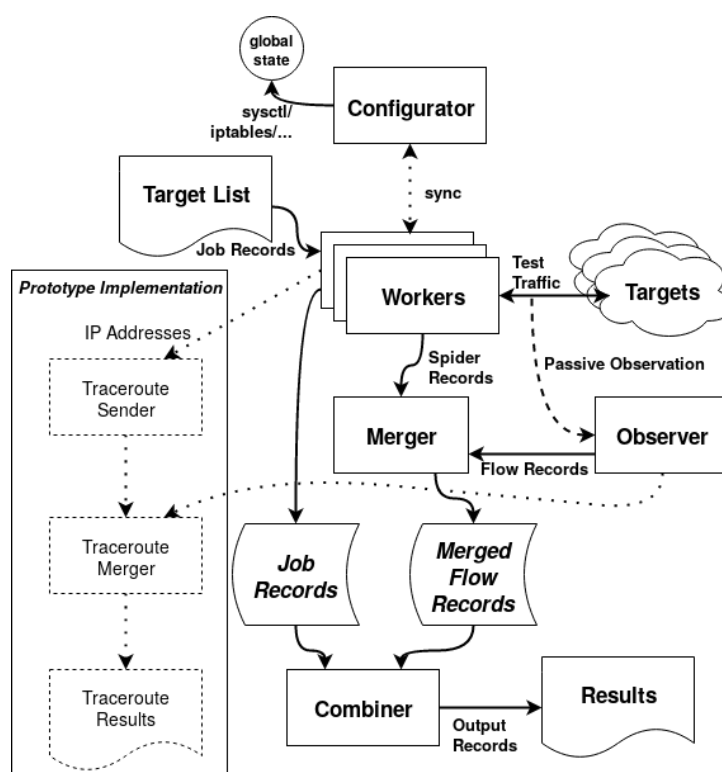 global
state
Configurator
sysctl/
iptables/...
sync
Target List
Job Records
Prototype Implementation
Workers
Test
Traffic
Targets
IP Addresses
Traceroute
Sender
Spider
Records
Passive Observation
Merger
Observer
Flow Records
Traceroute
Merger
Job
Records
Merged
Flow
Records
Traceroute
Results
Combiner
Output
Records
Results